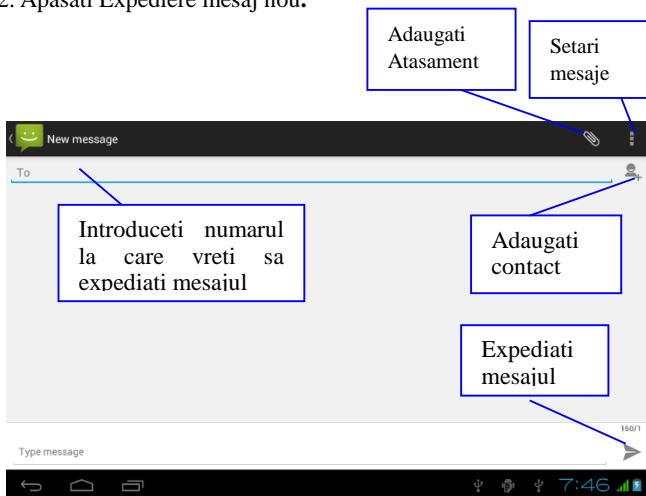 2. Apasati Expediere mesaj nou.
Adaugati
Atasament
Setari
mesaje
New message
To
Introduceti numarul
la care vreti sa
expediati mesajul
Adaugati
contact
Expediati
mesajul
160/1
Type message
7:46